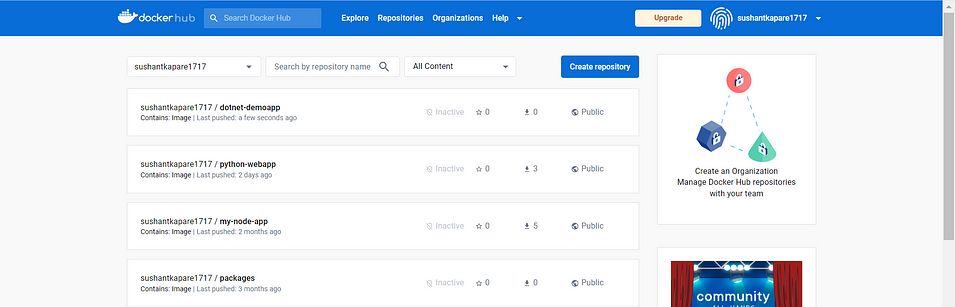 docker hub
Search Docker Hub
Explore Repositories Organizations Help
Upgrade
sushantkapare1717
sushantkapare1717
Search by repository name
All Content
Create repository
sushantkapare1717 / dotnet-demoapp
Contains: Image | Last pushed: a few seconds ago
Inactive 0 0 Public
sushantkapare1717 / python-webapp
Contains: Image | Last pushed: 2 days ago
Inactive 0 3 Public
sushantkapare1717 / my-node-app
Contains: Image | Last pushed: 2 months ago
Inactive 0 5 Public
sushantkapare1717 / packages
Contains: Image | Last pushed: 3 months ago
Inactive 0 0 Public
Create an Organization
Manage Docker Hub repositories
with your team
community